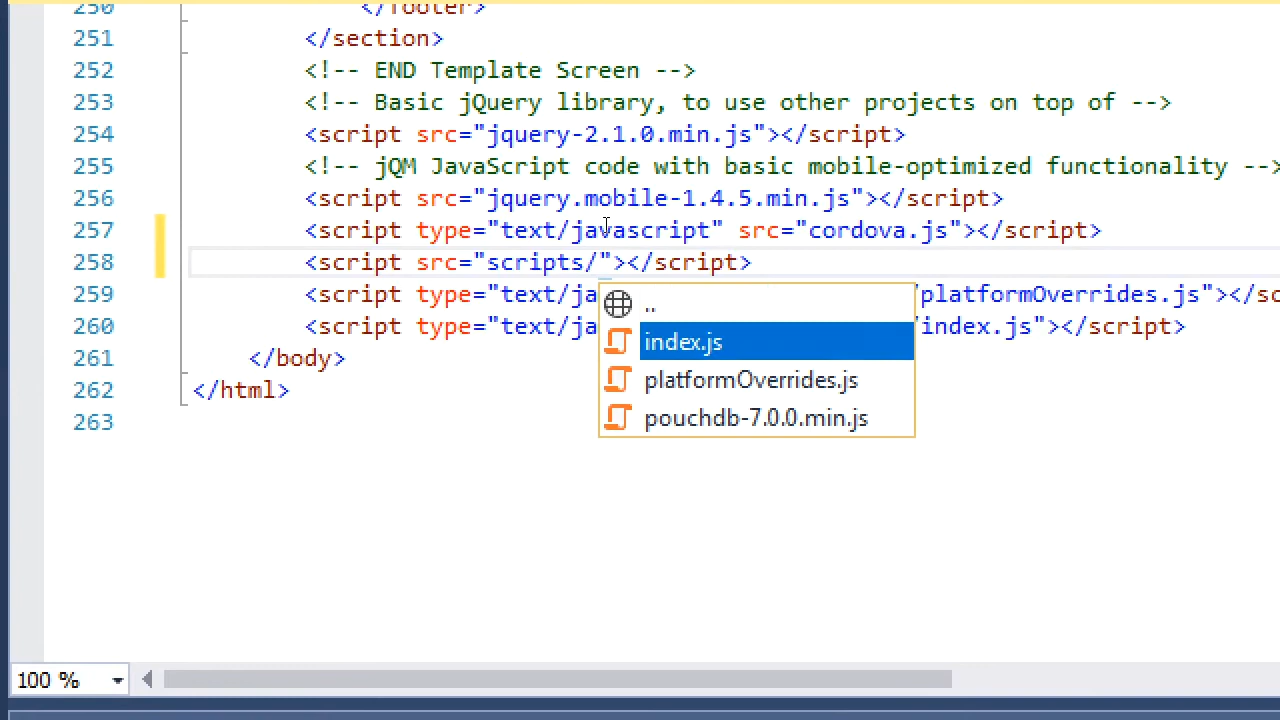 250 </footer>
251 </section>
252 <!-- END Template Screen -->
253 <!-- Basic jQuery library, to use other projects on top of -->
254 <script src="jquery-2.1.0.min.js"></script>
255 <!-- jQM JavaScript code with basic mobile-optimized functionality -->
256 <script src="jquery.mobile-1.4.5.min.js"></script>
257 <script type="text/javascript" src="cordova.js"></script>
258 <script src="scripts/"></script>
259 <script type="text/ja /platformOverrides.js"></sc
260 <script type="text/ja /index.js"></script>
261 </body>
262 </html>
263
..
index.js
platformOverrides.js
pouchdb-7.0.0.min.js
100 %